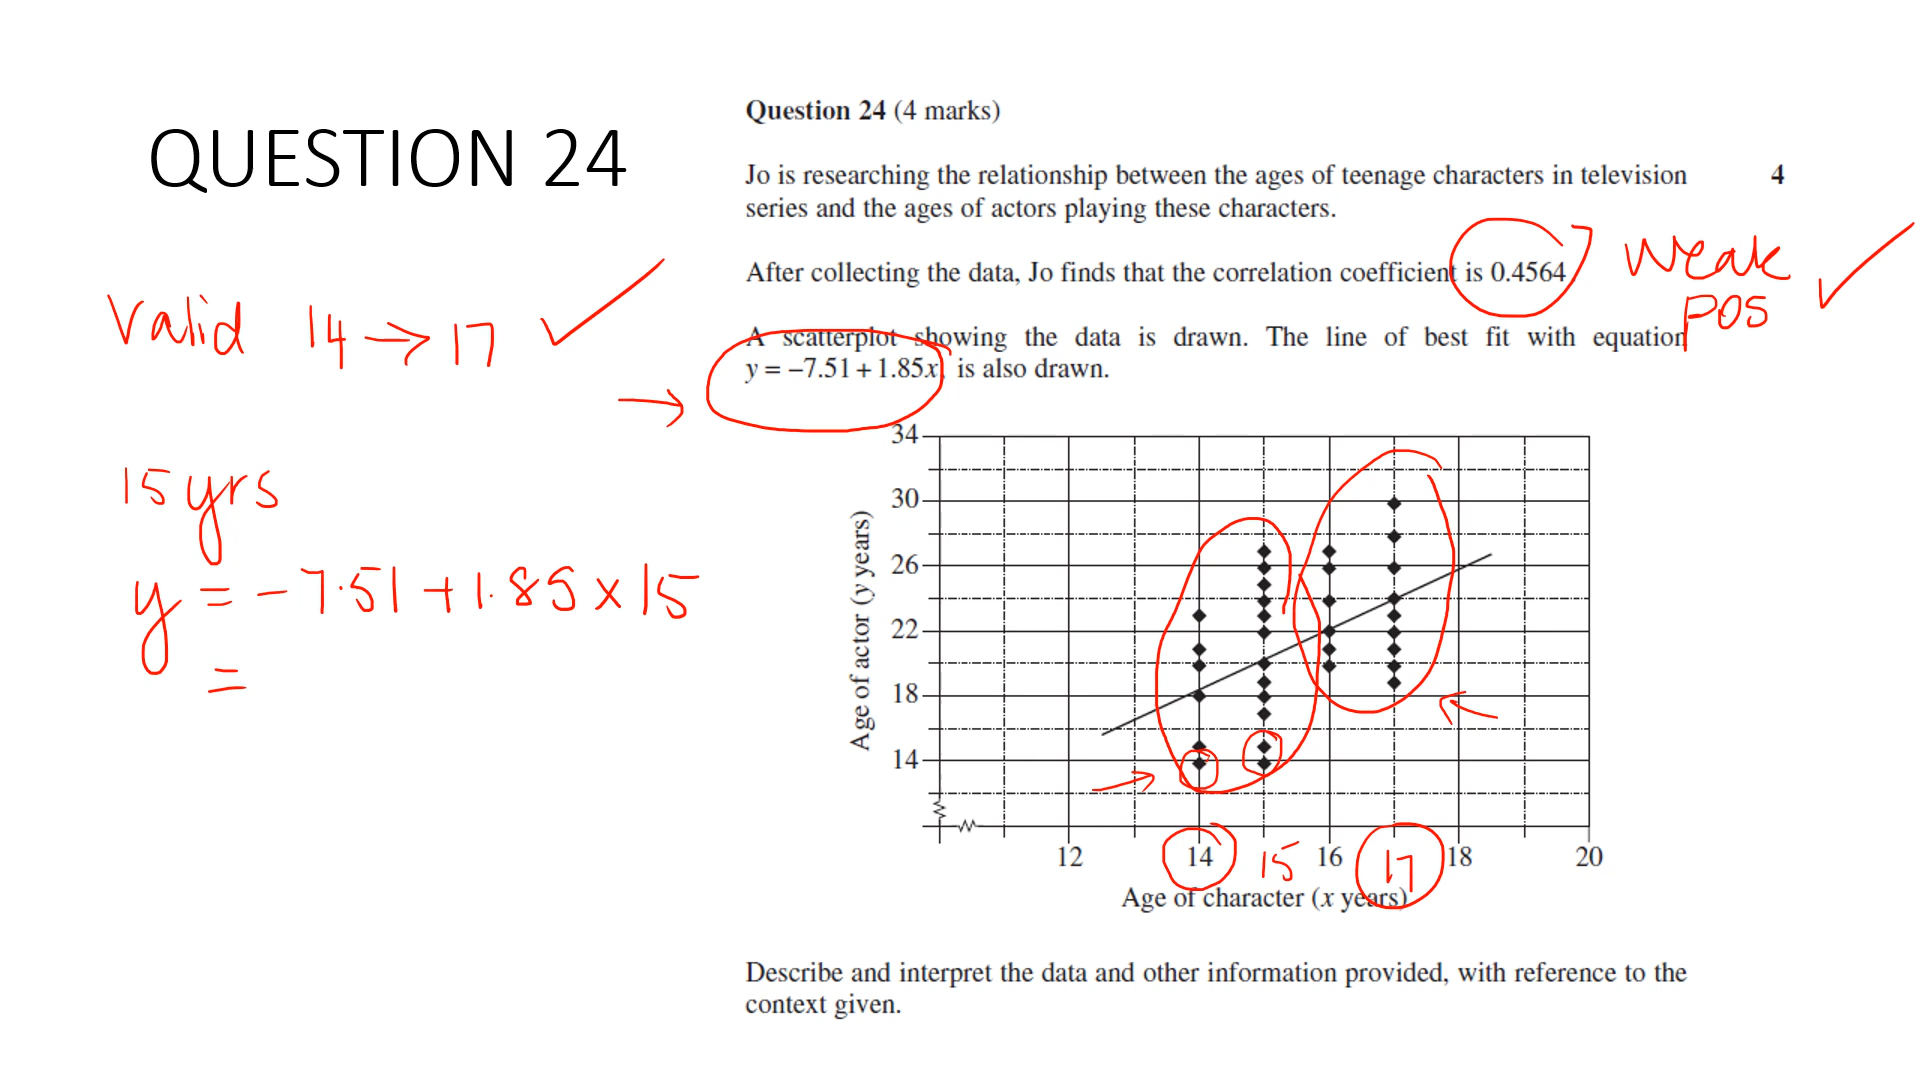 QUESTION 24
Valid 14 → 17 ✓
15 yrs
y = -7.51 + 1.85 × 15
=
Question 24 (4 marks)
Jo is researching the relationship between the ages of teenage characters in television 4
series and the ages of actors playing these characters.
After collecting the data, Jo finds that the correlation coefficient is 0.4564
Weak
POS ✓
A scatterplot showing the data is drawn. The line of best fit with equation
y = −7.51 + 1.85x, is also drawn.
34
30
26
22
18
14
Age of actor (y years)
12 14 15 16 17 18 20
Age of character (x years)
Describe and interpret the data and other information provided, with reference to the
context given.